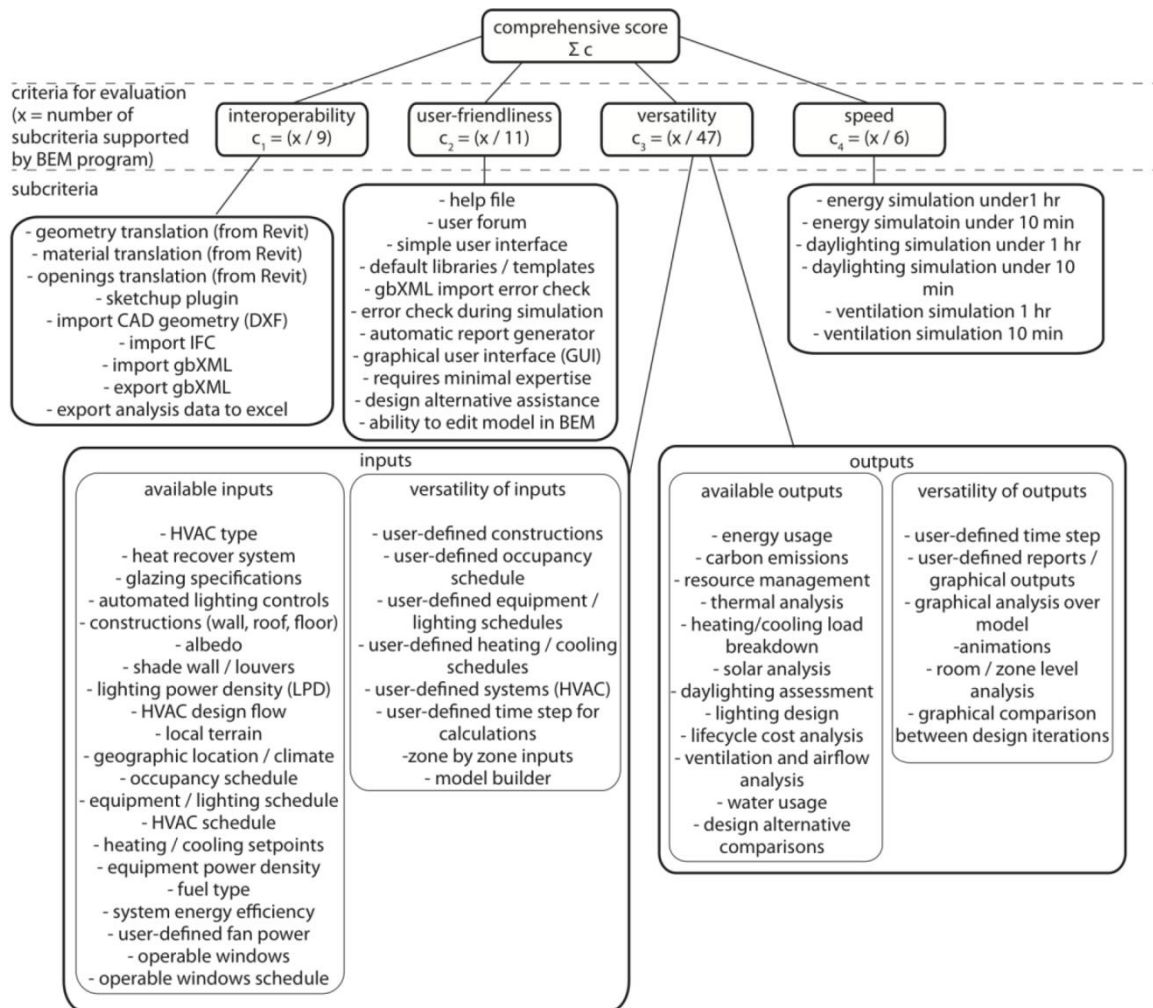 comprehensive score
Σ c
criteria for evaluation
(x = number of
subcriteria supported
by BEM program)
interoperability
c1 = (x / 9)
user-friendliness
c2 = (x / 11)
versatility
c3 = (x / 47)
speed
c4 = (x / 6)
subcriteria
- geometry translation (from Revit)
- material translation (from Revit)
- openings translation (from Revit)
- sketchup plugin
- import CAD geometry (DXF)
- import IFC
- import gbXML
- export gbXML
- export analysis data to excel
- help file
- user forum
- simple user interface
- default libraries / templates
- gbXML import error check
- error check during simulation
- automatic report generator
- graphical user interface (GUI)
- requires minimal expertise
- design alternative assistance
- ability to edit model in BEM
- energy simulation under1 hr
- energy simulatoin under 10 min
- daylighting simulation under 1 hr
- daylighting simulation under 10
min
- ventilation simulation 1 hr
- ventilation simulation 10 min
inputs
available inputs
- HVAC type
- heat recover system
- glazing specifications
- automated lighting controls
- constructions (wall, roof, floor)
- albedo
- shade wall / louvers
- lighting power density (LPD)
- HVAC design flow
- local terrain
- geographic location / climate
- occupancy schedule
- equipment / lighting schedule
- HVAC schedule
- heating / cooling setpoints
- equipment power density
- fuel type
- system energy efficiency
- user-defined fan power
- operable windows
- operable windows schedule
versatility of inputs
- user-defined constructions
- user-defined occupancy
schedule
- user-defined equipment /
lighting schedules
- user-defined heating / cooling
schedules
- user-defined systems (HVAC)
- user-defined time step for
calculations
-zone by zone inputs
- model builder
outputs
available outputs
- energy usage
- carbon emissions
- resource management
- thermal analysis
- heating/cooling load
breakdown
- solar analysis
- daylighting assessment
- lighting design
- lifecycle cost analysis
- ventilation and airflow
analysis
- water usage
- design alternative
comparisons
versatility of outputs
- user-defined time step
- user-defined reports /
graphical outputs
- graphical analysis over
model
-animations
- room / zone level
analysis
- graphical comparison
between design iterations